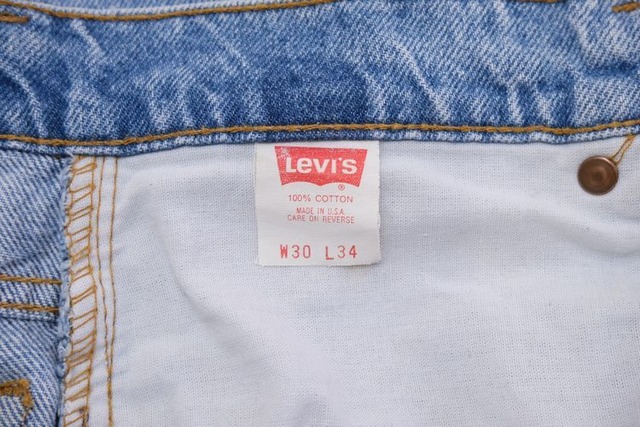 Levi's
®
100% COTTON
MADE IN U.S.A.
CARE ON REVERSE
W30 L34